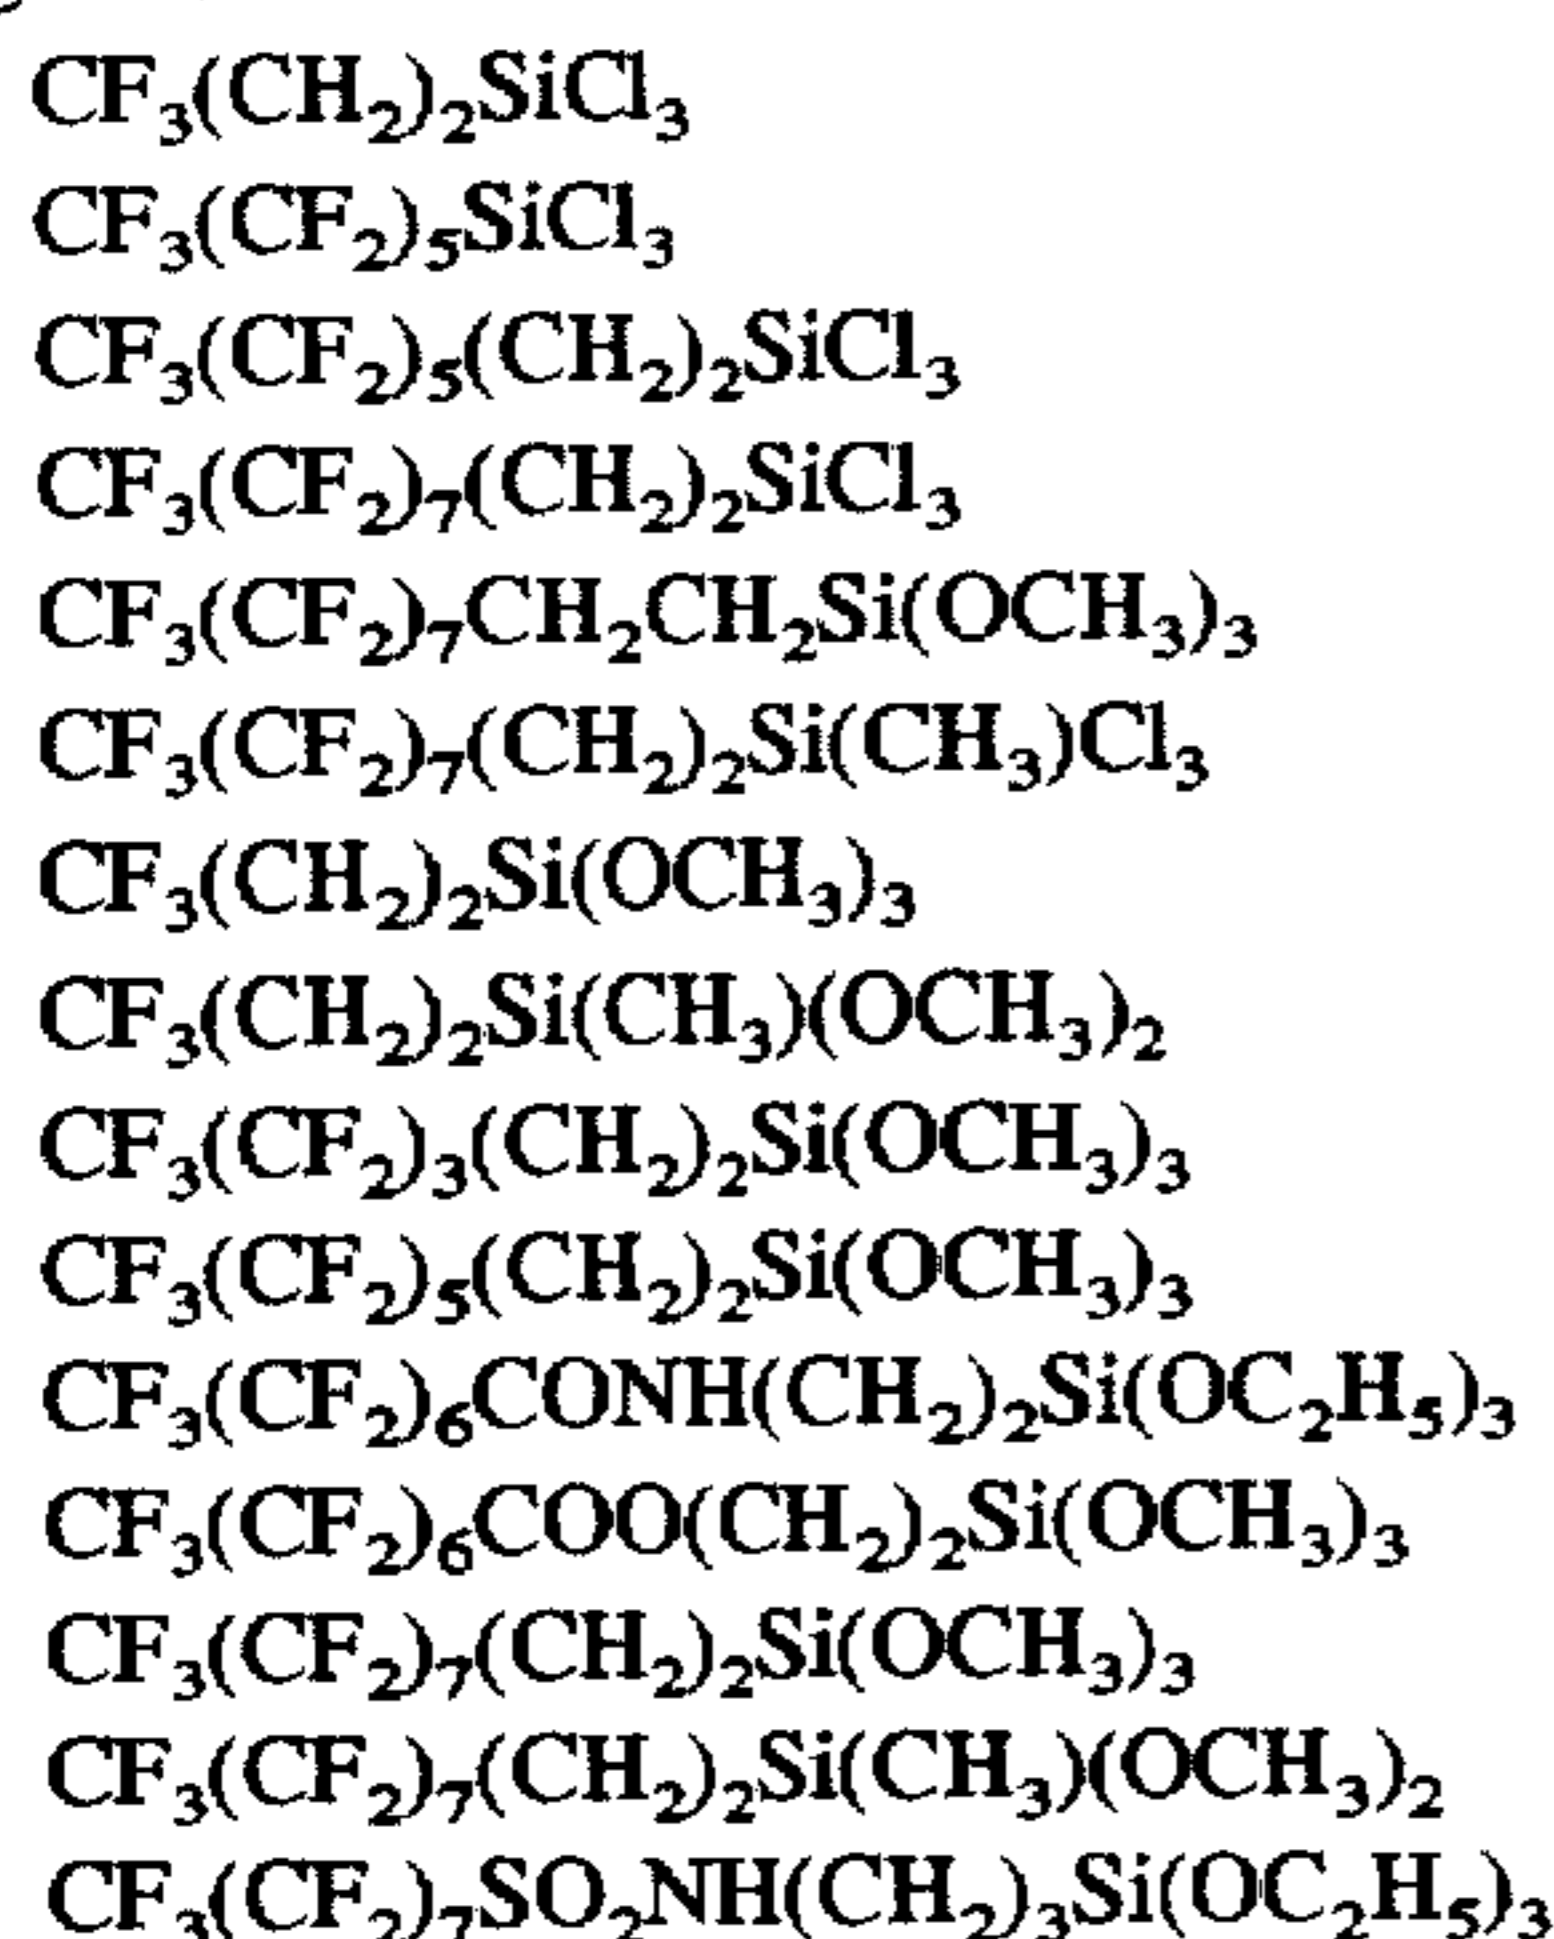 CF₃(CH₂)₂SiCl₃
CF₃(CF₂)₅SiCl₃
CF₃(CF₂)₅(CH₂)₂SiCl₃
CF₃(CF₂)₇(CH₂)₂SiCl₃
CF₃(CF₂)₇CH₂CH₂Si(OCH₃)₃
CF₃(CF₂)₇(CH₂)₂Si(CH₃)Cl₃
CF₃(CH₂)₂Si(OCH₃)₃
CF₃(CH₂)₂Si(CH₃)(OCH₃)₂
CF₃(CF₂)₃(CH₂)₂Si(OCH₃)₃
CF₃(CF₂)₅(CH₂)₂Si(OCH₃)₃
CF₃(CF₂)₆CONH(CH₂)₂Si(OC₂H₅)₃
CF₃(CF₂)₆COO(CH₂)₂Si(OCH₃)₃
CF₃(CF₂)₇(CH₂)₂Si(OCH₃)₃
CF₃(CF₂)₇(CH₂)₂Si(CH₃)(OCH₃)₂
CF₃(CF₂)₇SO₂NH(CH₂)₃Si(OC₂H₅)₃